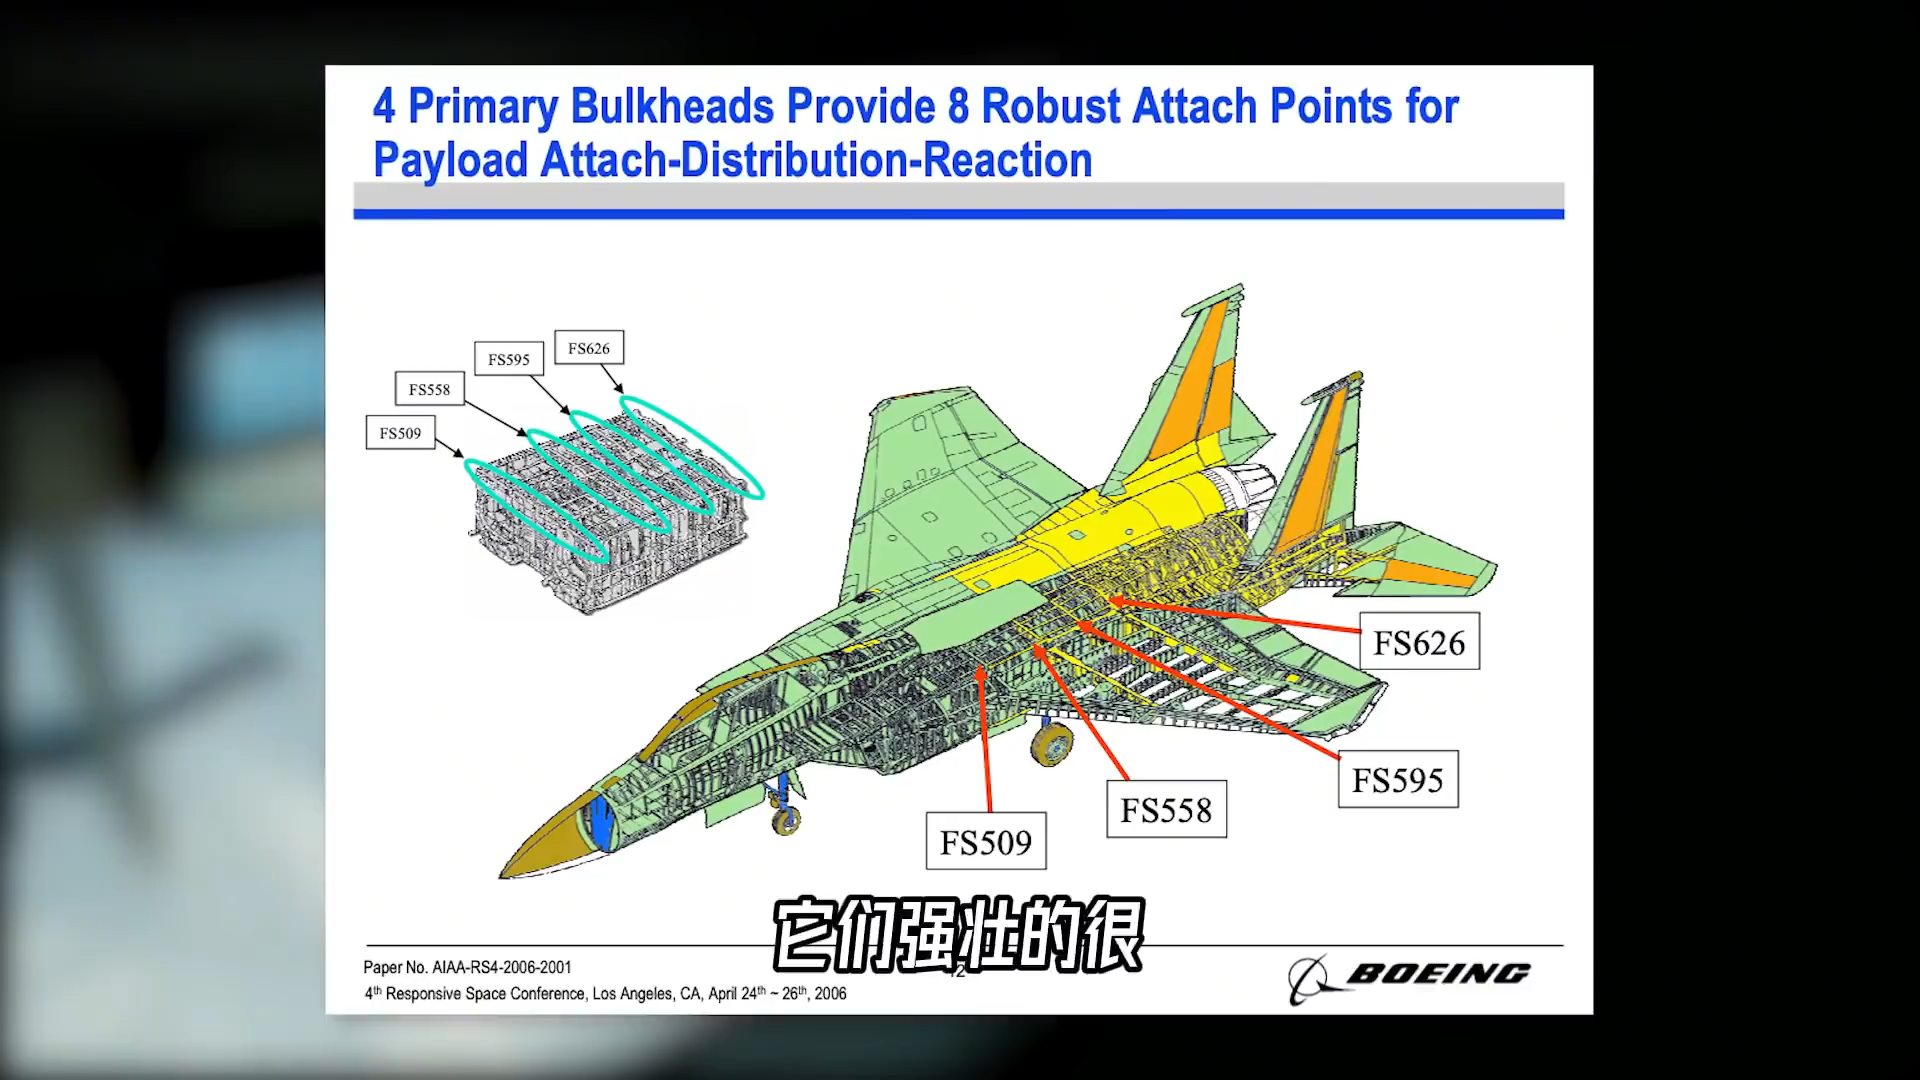 4 Primary Bulkheads Provide 8 Robust Attach Points for
Payload Attach-Distribution-Reaction
FS626
FS595
FS558
FS509
FS626
FS595
FS558
FS509
它们强壮的很
Paper No. AIAA-RS4-2006-2001
12
4th Responsive Space Conference, Los Angeles, CA, April 24th ~ 26th, 2006
BOEING